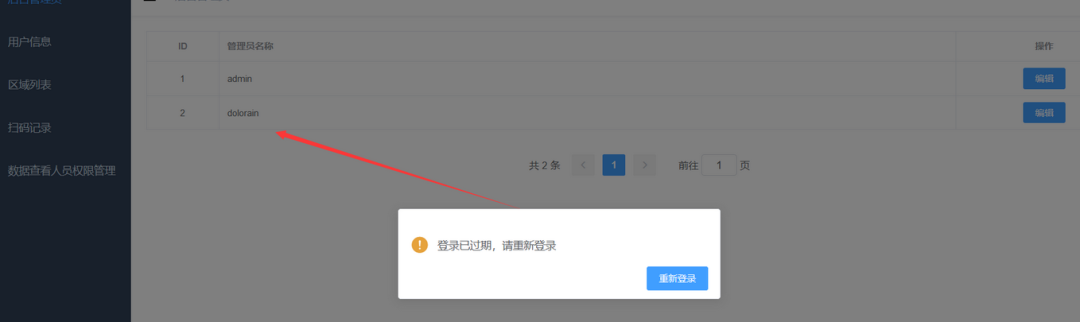 用户信息
区域列表
扫码记录
数据查看人员权限管理
ID 管理员名称 操作
1 admin 编辑
2 dolorain 编辑
共 2 条 < 1 > 前往 1 页
登录已过期，请重新登录
重新登录